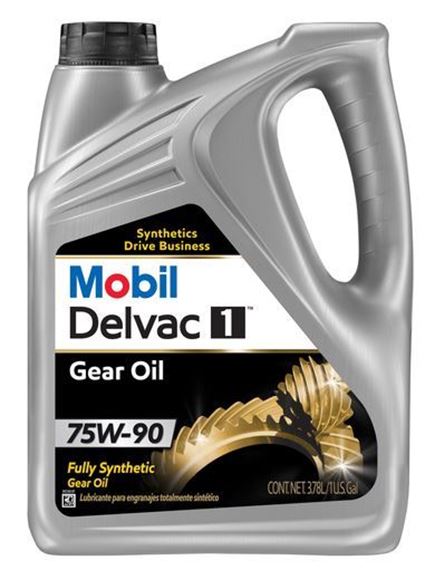 Synthetics
Drive Business
Mobil
Delvac 1™
Gear Oil
75W-90
Fully Synthetic
Gear Oil
Lubricante para engranajes totalmente sintético
CONT. NET. 3.78L/1 U.S. Gal